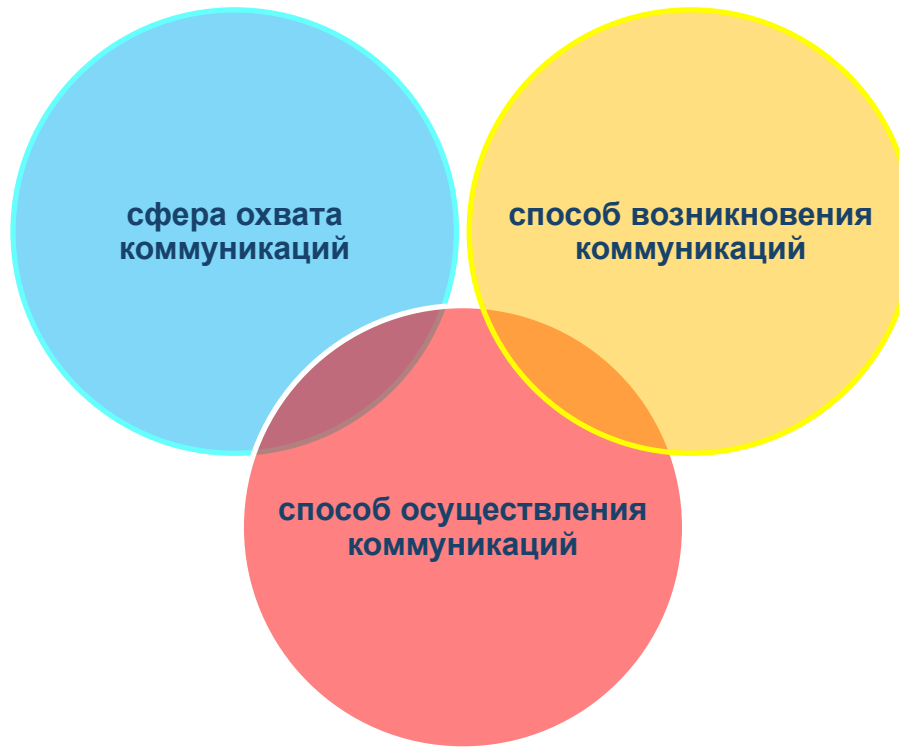 сфера охвата
коммуникаций
способ возникновения
коммуникаций
способ осуществления
коммуникаций